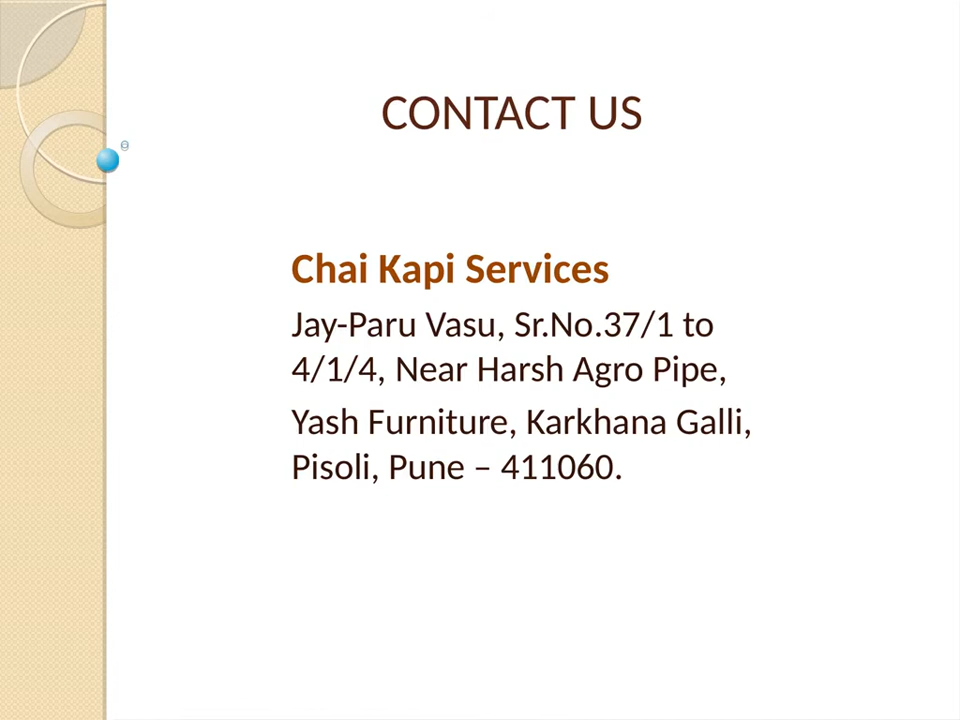 CONTACT US
Chai Kapi Services
Jay-Paru Vasu, Sr.No.37/1 to
4/1/4, Near Harsh Agro Pipe,
Yash Furniture, Karkhana Galli,
Pisoli, Pune – 411060.